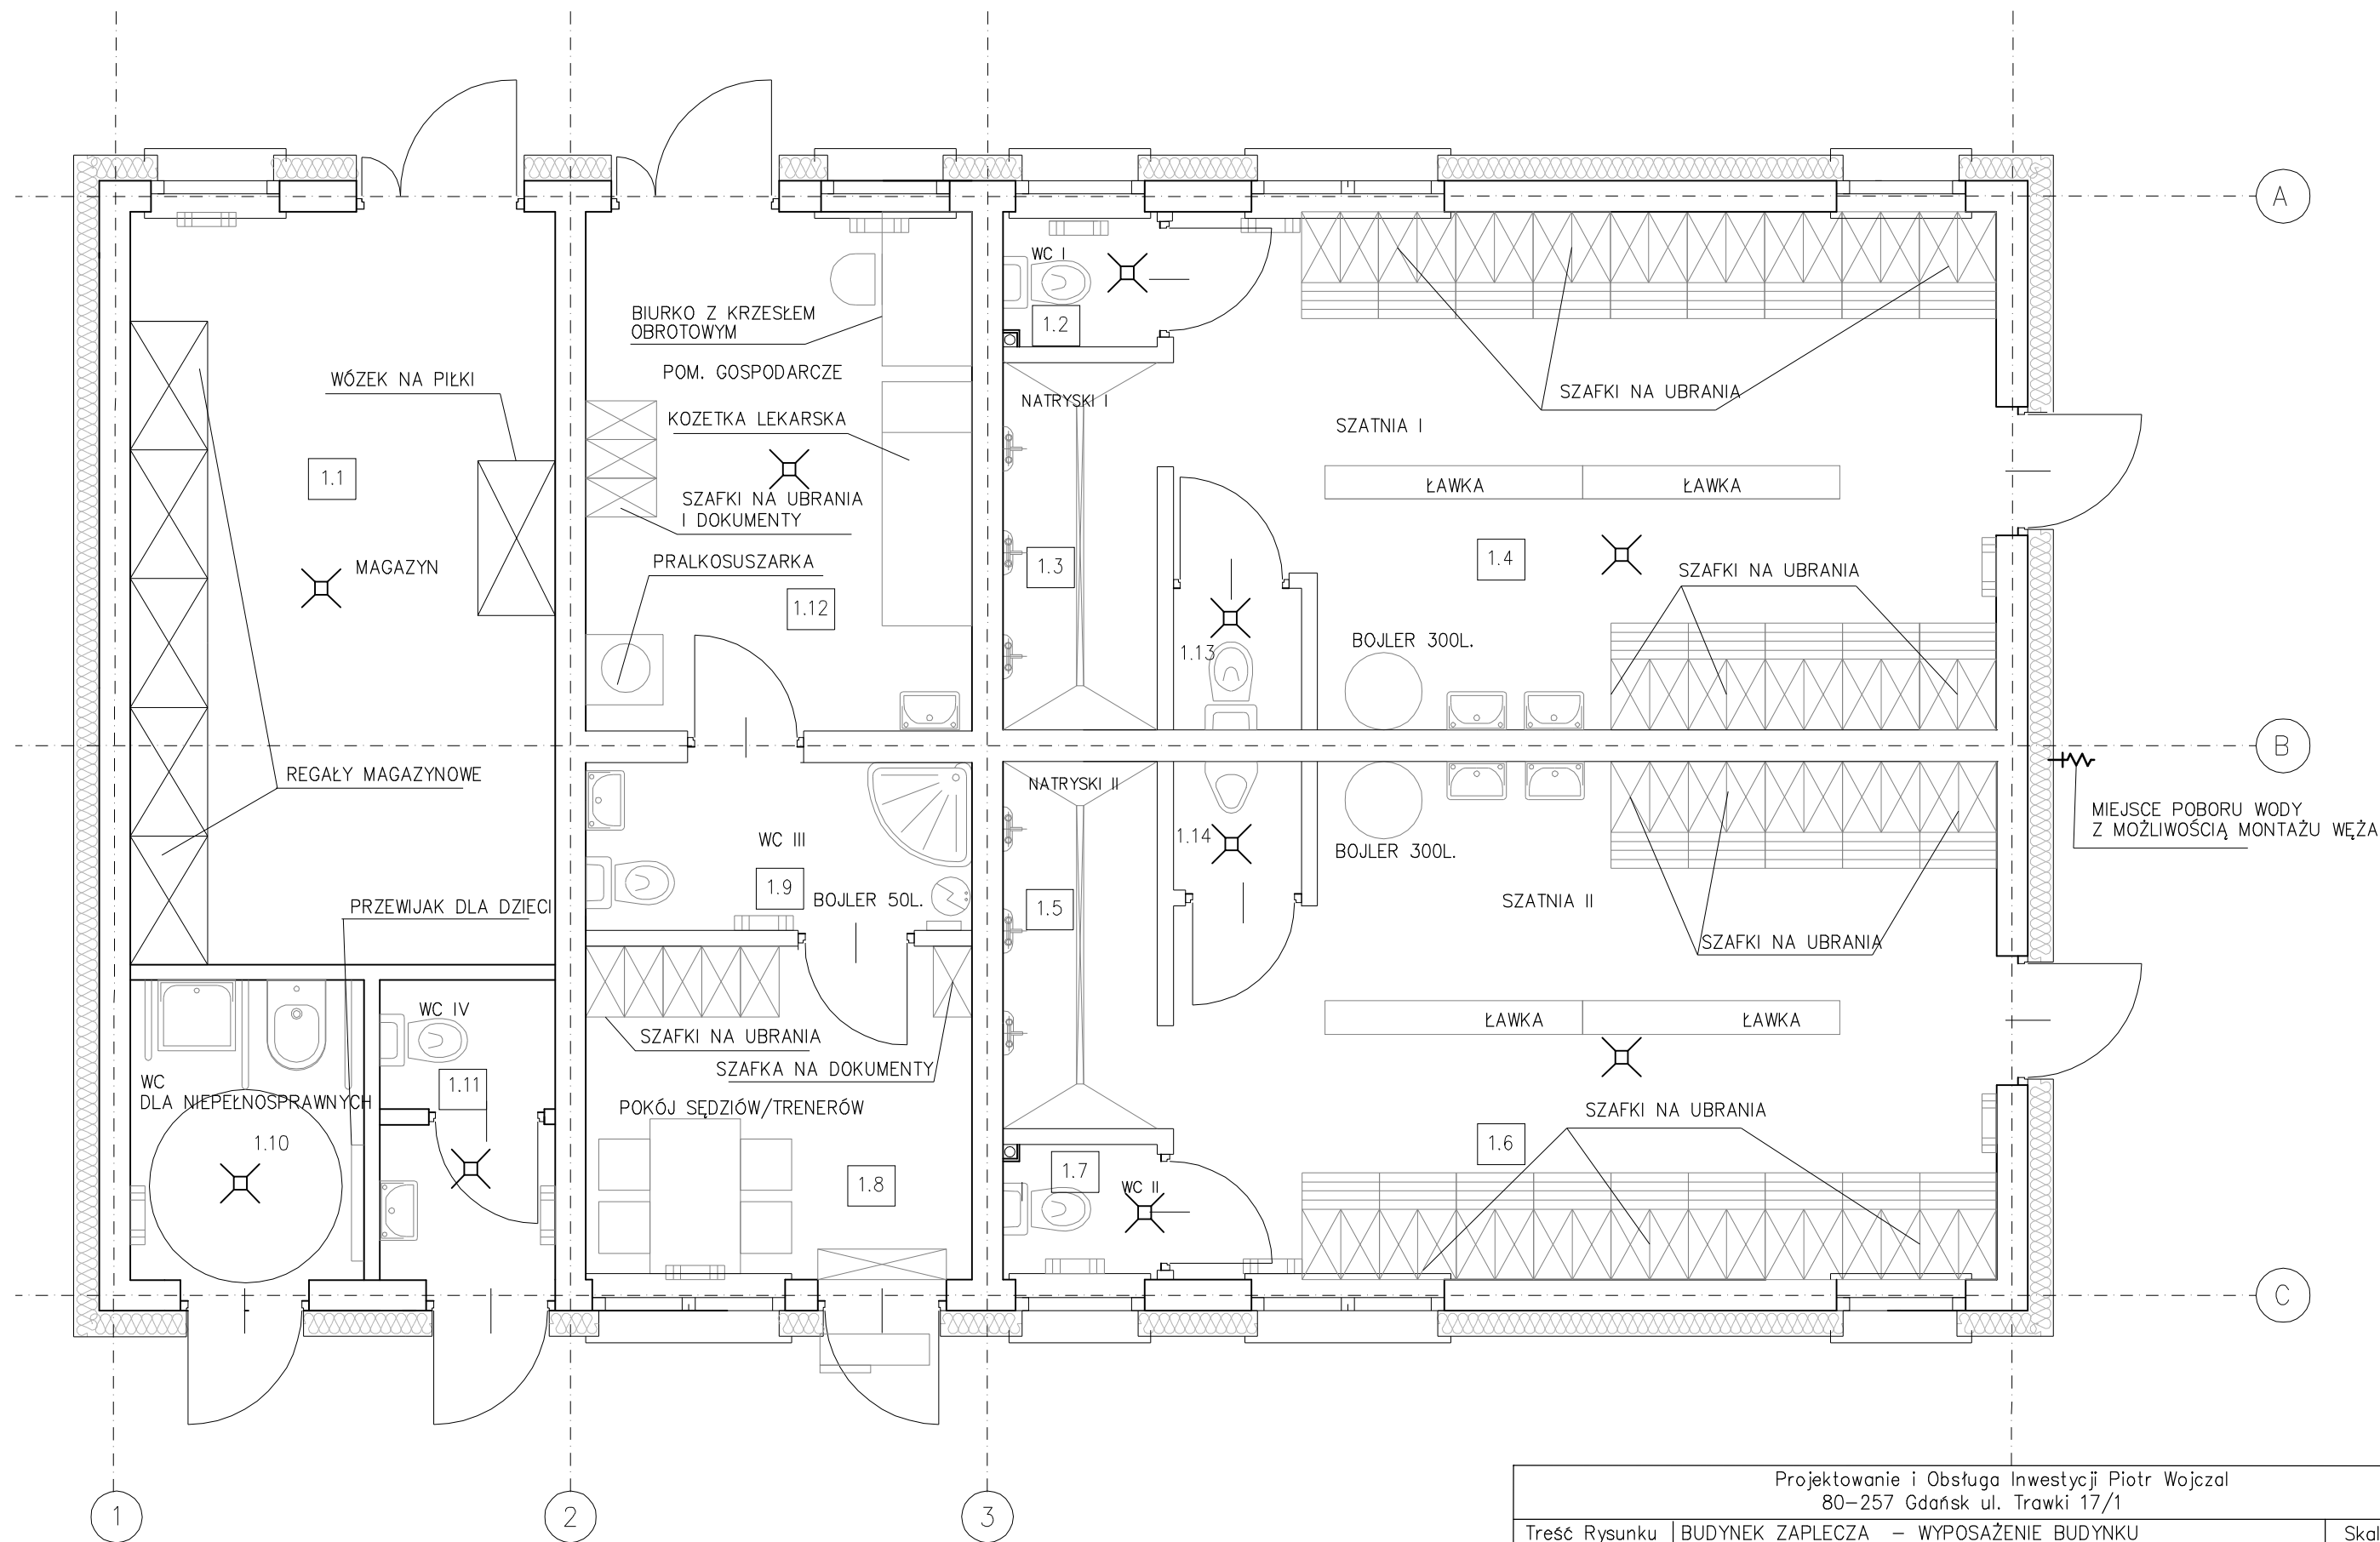 A
WC I
BIURKO Z KRZESŁEM
OBROTOWYM
1.2
POM. GOSPODARCZE
WÓZEK NA PIŁKI
SZAFKI NA UBRANIA
NATRYSKI I
KOZETKA LEKARSKA
SZATNIA I
1.1
ŁAWKA
ŁAWKA
SZAFKI NA UBRANIA
I DOKUMENTY
MAGAZYN
PRALKOSUSZARKA
1.3
1.4
SZAFKI NA UBRANIA
1.12
1.13
BOJLER 300L.
B
REGAŁY MAGAZYNOWE
NATRYSKI II
MIEJSCE POBORU WODY
Z MOŻLIWOŚCIĄ MONTAŻU WĘŻA
WC III
1.14
BOJLER 300L.
1.9
BOJLER 50L.
1.5
SZATNIA II
PRZEWIJAK DLA DZIECI
SZAFKI NA UBRANIA
WC IV
ŁAWKA
ŁAWKA
SZAFKI NA UBRANIA
SZAFKA NA DOKUMENTY
WC
DLA NIEPEŁNOSPRAWNYCH
1.11
POKÓJ SĘDZIÓW/TRENERÓW
SZAFKI NA UBRANIA
1.10
1.6
1.7
1.8
WC II
C
1
2
3
Projektowanie i Obsługa Inwestycji Piotr Wojczal
80-257 Gdańsk ul. Trawki 17/1
Treść Rysunku
BUDYNEK ZAPLECZA - WYPOSAŻENIE BUDYNKU
Skal